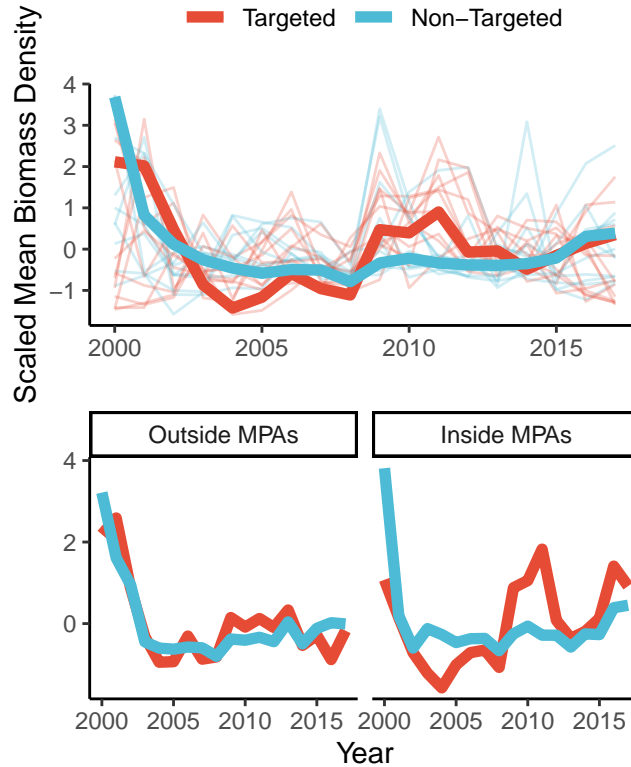 Targeted Non−Targeted
Scaled Mean Biomass Density
4
3
2
1
0
−1
2000 2005 2010 2015
Outside MPAs Inside MPAs
4
2
0
2000 2005 2010 2015 2000 2005 2010 2015
Year